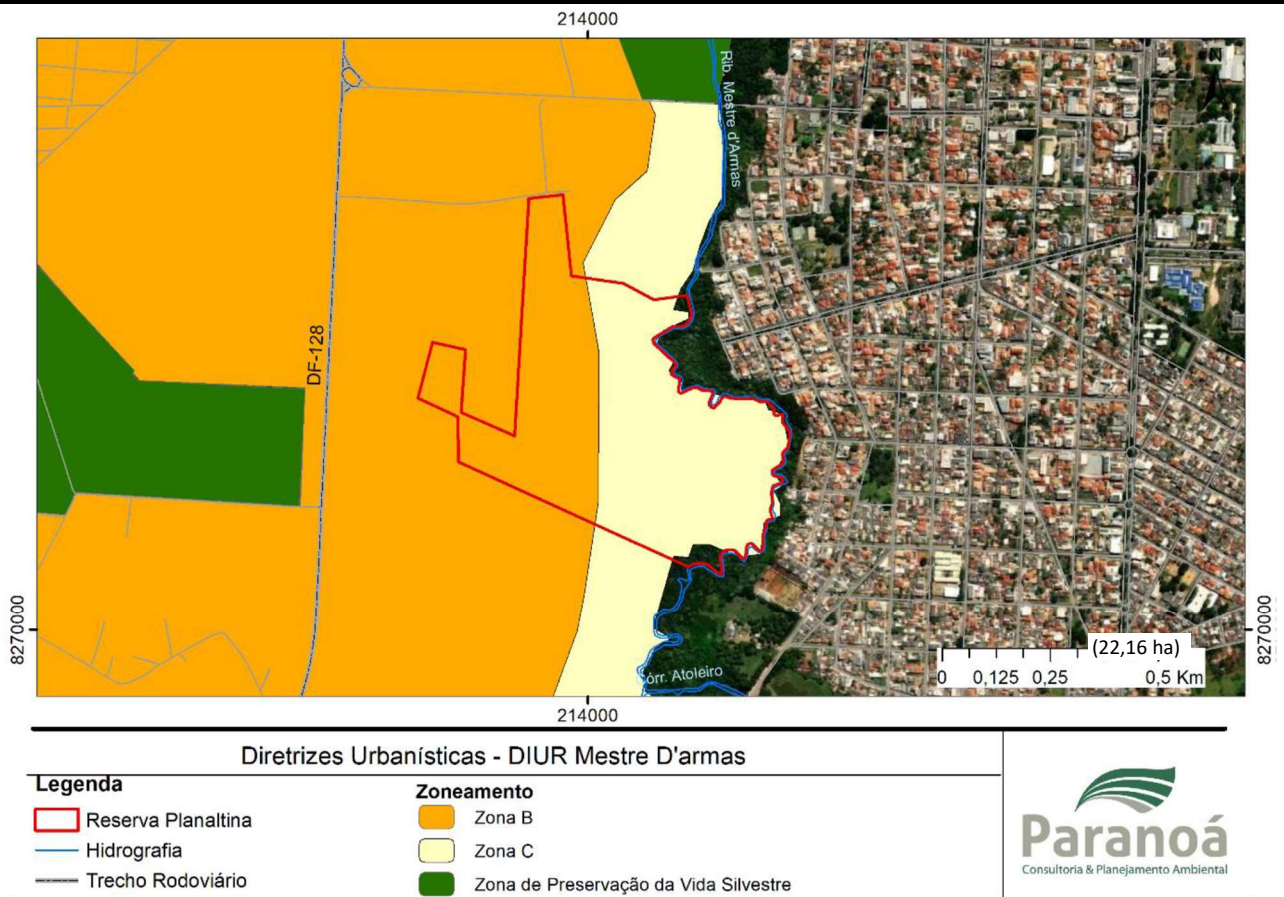 214000
Rib. Mestre d'Armas
N
DF-128
8270000
8270000
(22,16 ha)
0 0,125 0,25 0,5 Km
Córr. Atoleiro
214000
Diretrizes Urbanísticas - DIUR Mestre D'armas
Legenda
Reserva Planaltina
Hidrografia
Trecho Rodoviário
Zoneamento
Zona B
Zona C
Zona de Preservação da Vida Silvestre
Paranoá
Consultoria & Planejamento Ambiental